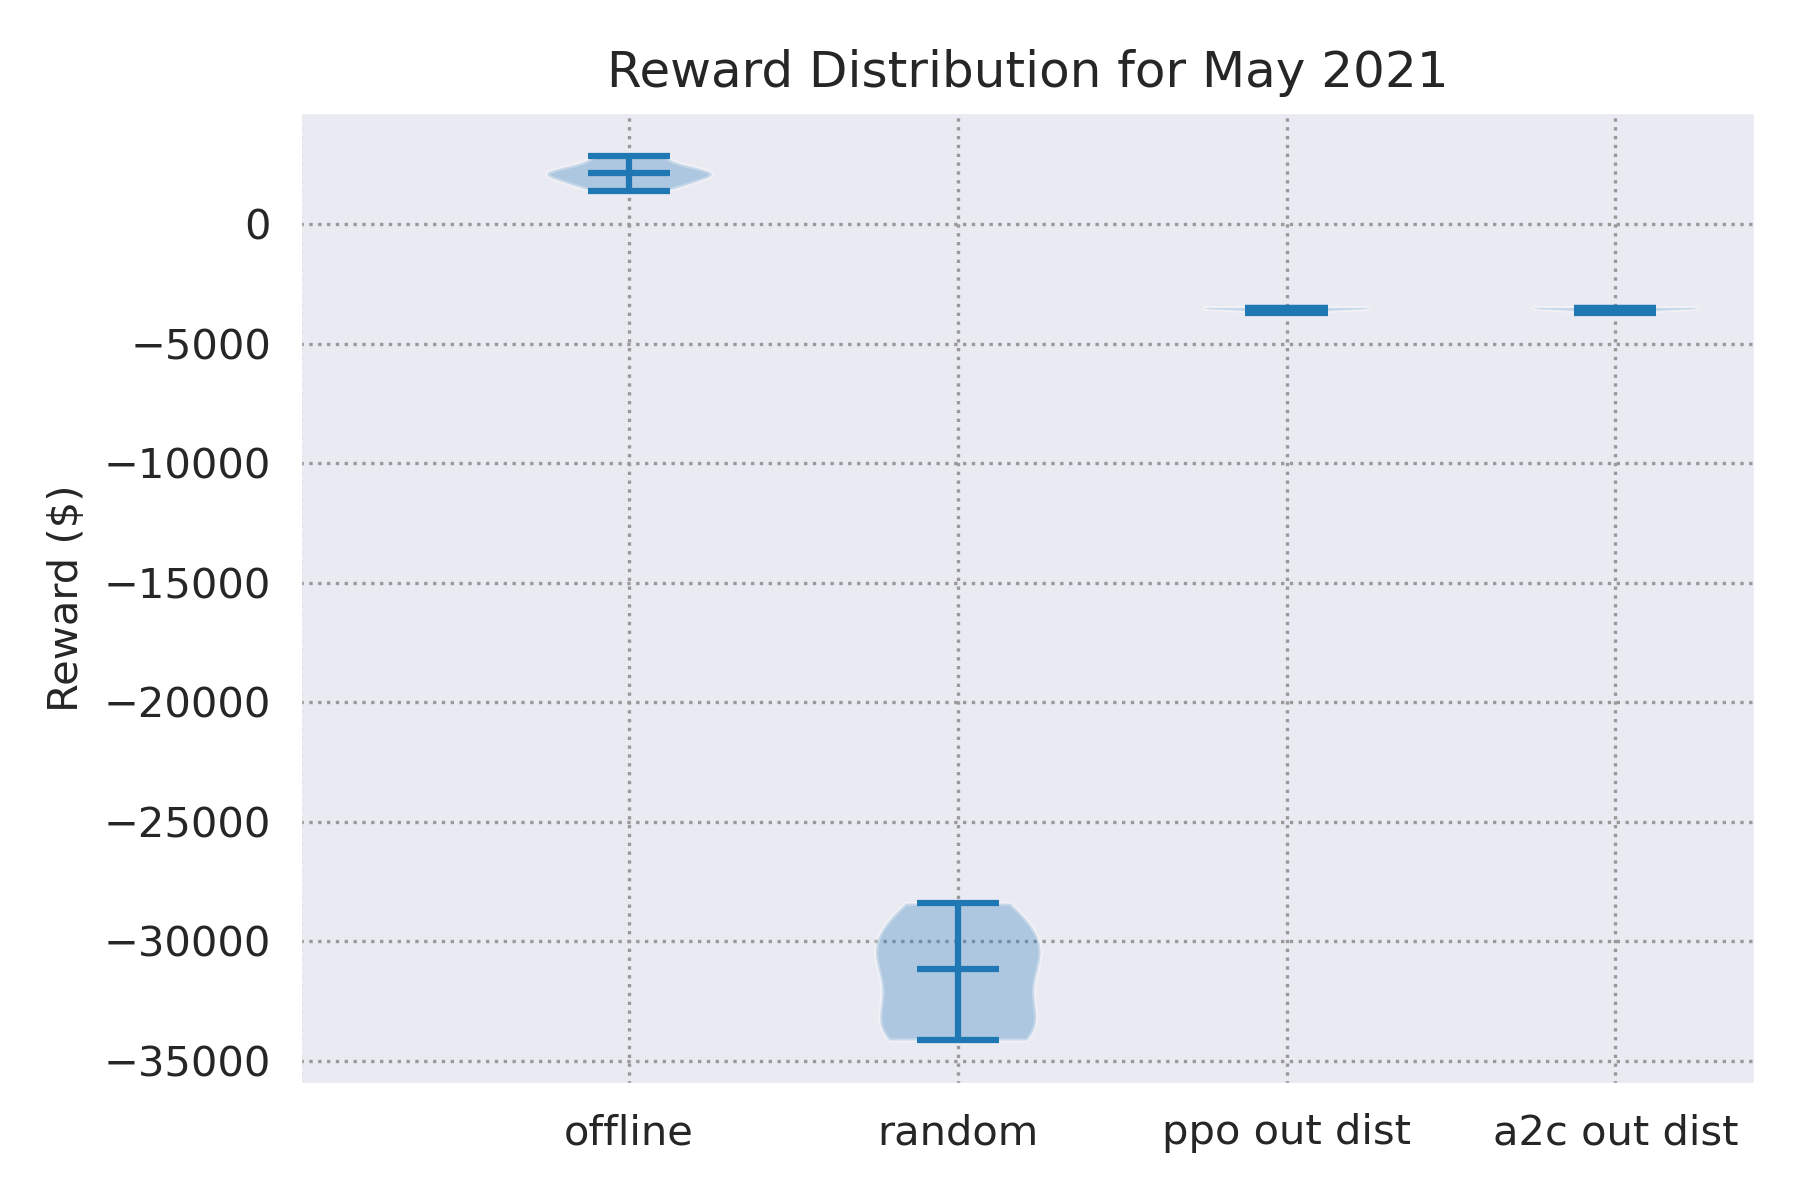 Reward Distribution for May 2021
Reward ($)
0
−5000
−10000
−15000
−20000
−25000
−30000
−35000
offline
random
ppo out dist
a2c out dist